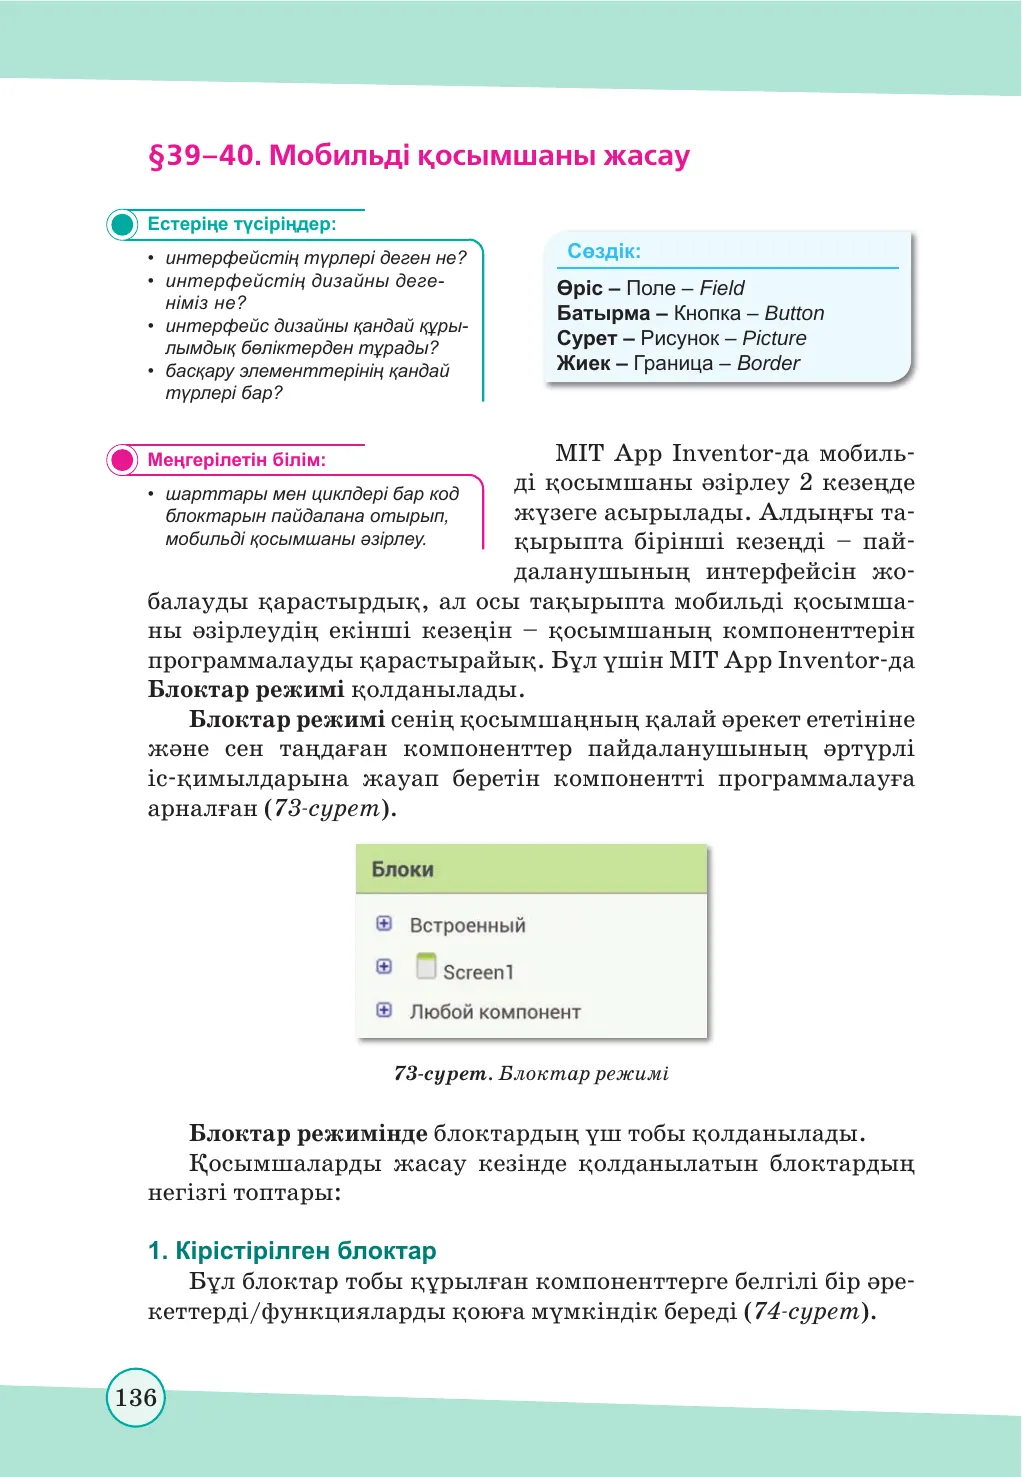 §39–40. Мобильді қосымшаны жасау
Естеріңе түсіріңдер:
• интерфейстің түрлері деген не?
• интерфейстің дизайны деге-
німіз не?
• интерфейс дизайны қандай құры-
лымдық бөліктерден тұрады?
• басқару элементтерінің қандай
түрлері бар?
Сөздік:
Өріс – Поле – Field
Батырма – Кнопка – Button
Сурет – Рисунок – Picture
Жиек – Граница – Border
Меңгерілетін білім:
• шарттары мен циклдері бар код
блоктарын пайдалана отырып,
мобильді қосымшаны әзірлеу.
MIT App Inventor-да мобиль-
ді қосымшаны әзірлеу 2 кезеңде
жүзеге асырылады. Алдыңғы та-
қырыпта бірінші кезеңді – пай-
даланушының интерфейсін жо-
балауды қарастырдық, ал осы тақырыпта мобильді қосымша-
ны әзірлеудің екінші кезеңін – қосымшаның компоненттерін
программалауды қарастырайық. Бұл үшін MIT App Inventor-да
Блоктар режимі қолданылады.
Блоктар режимі сенің қосымшаңның қалай әрекет ететініне
және сен таңдаған компоненттер пайдаланушының әртүрлі
іс-қимылдарына жауап беретін компонентті программалауға
арналған (73-сурет).
Блоки
Встроенный
Screen1
Любой компонент
73-сурет. Блоктар режимі
Блоктар режимінде блоктардың үш тобы қолданылады.
Қосымшаларды жасау кезінде қолданылатын блоктардың
негізгі топтары:
1. Кірістірілген блоктар
Бұл блоктар тобы құрылған компоненттерге белгілі бір әре-
кеттерді/функцияларды қоюға мүмкіндік береді (74-сурет).
136